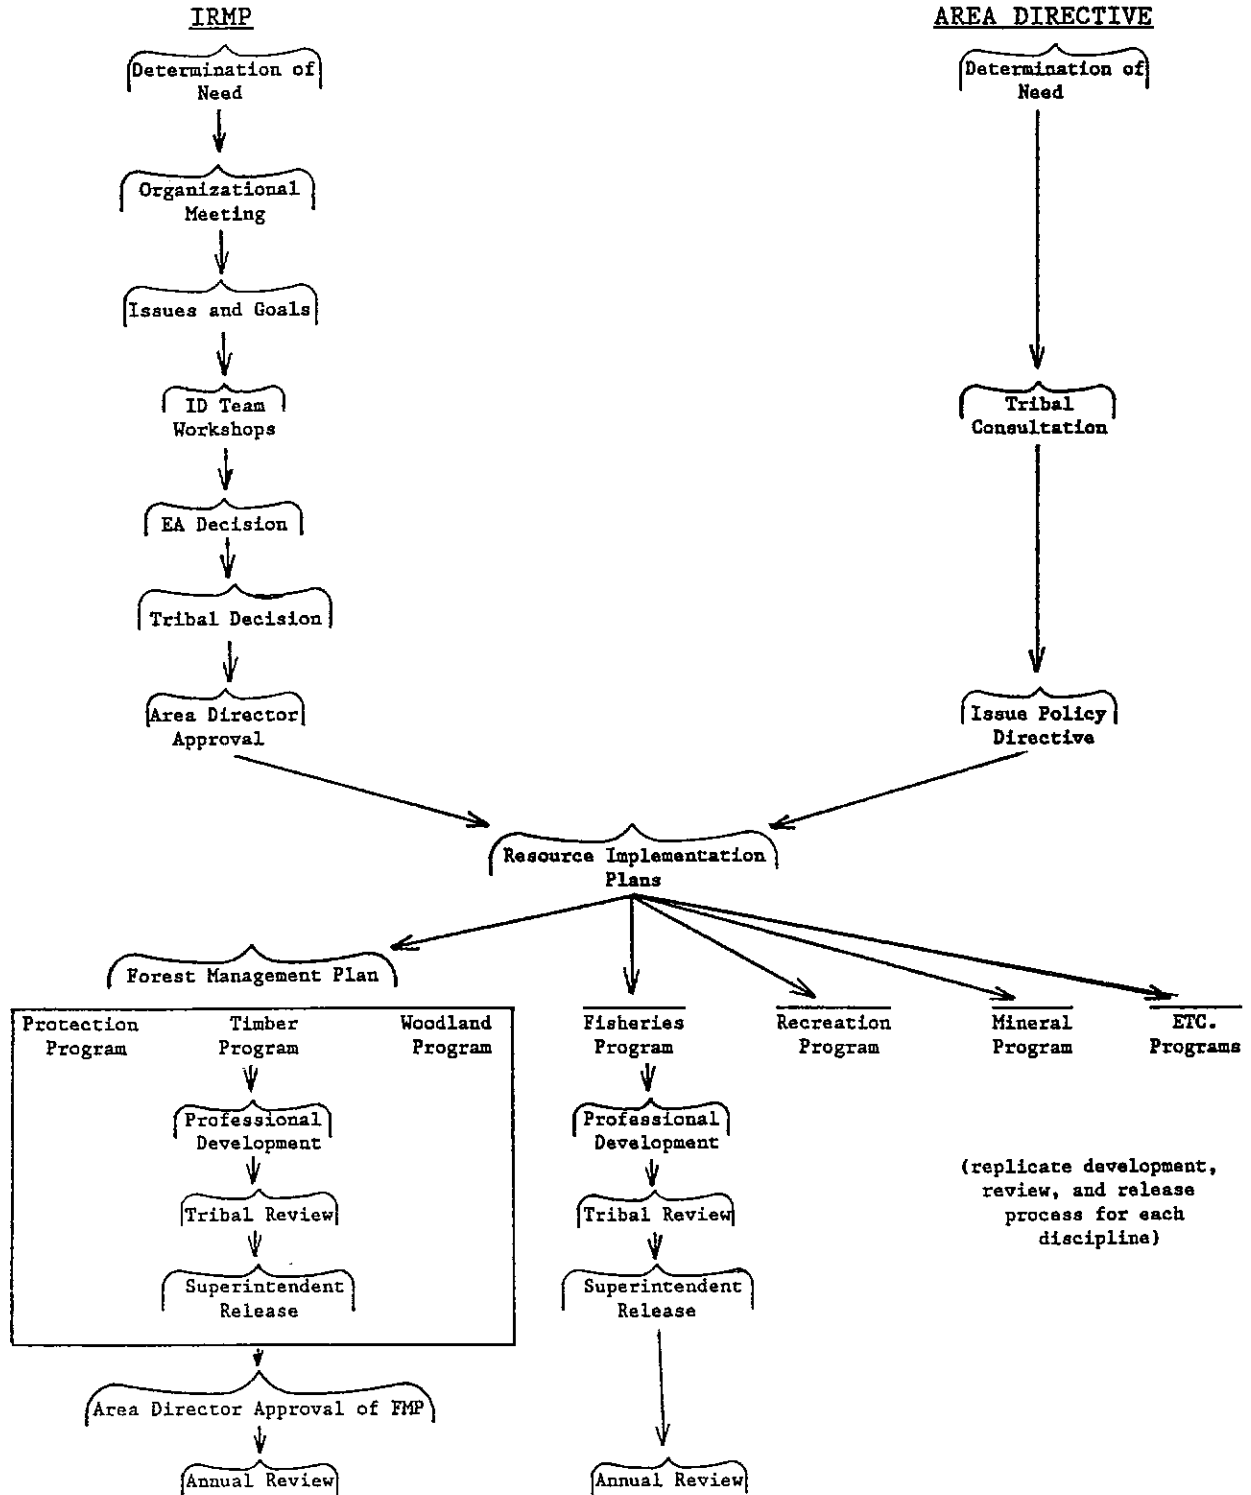 IRMP
AREA DIRECTIVE
Determination of
Need
Determination of
Need
Organizational
Meeting
Issues and Goals
ID Team
Workshops
Tribal
Consultation
EA Decision
Tribal Decision
Area Director
Approval
Issue Policy
Directive
Resource Implementation
Plans
Forest Management Plan
Protection
Program
Timber
Program
Woodland
Program
Fisheries
Program
Recreation
Program
Mineral
Program
ETC.
Programs
Professional
Development
Professional
Development
(replicate development,
review, and release
process for each
discipline)
Tribal Review
Tribal Review
Superintendent
Release
Superintendent
Release
Area Director Approval of FMP
Annual Review
Annual Review